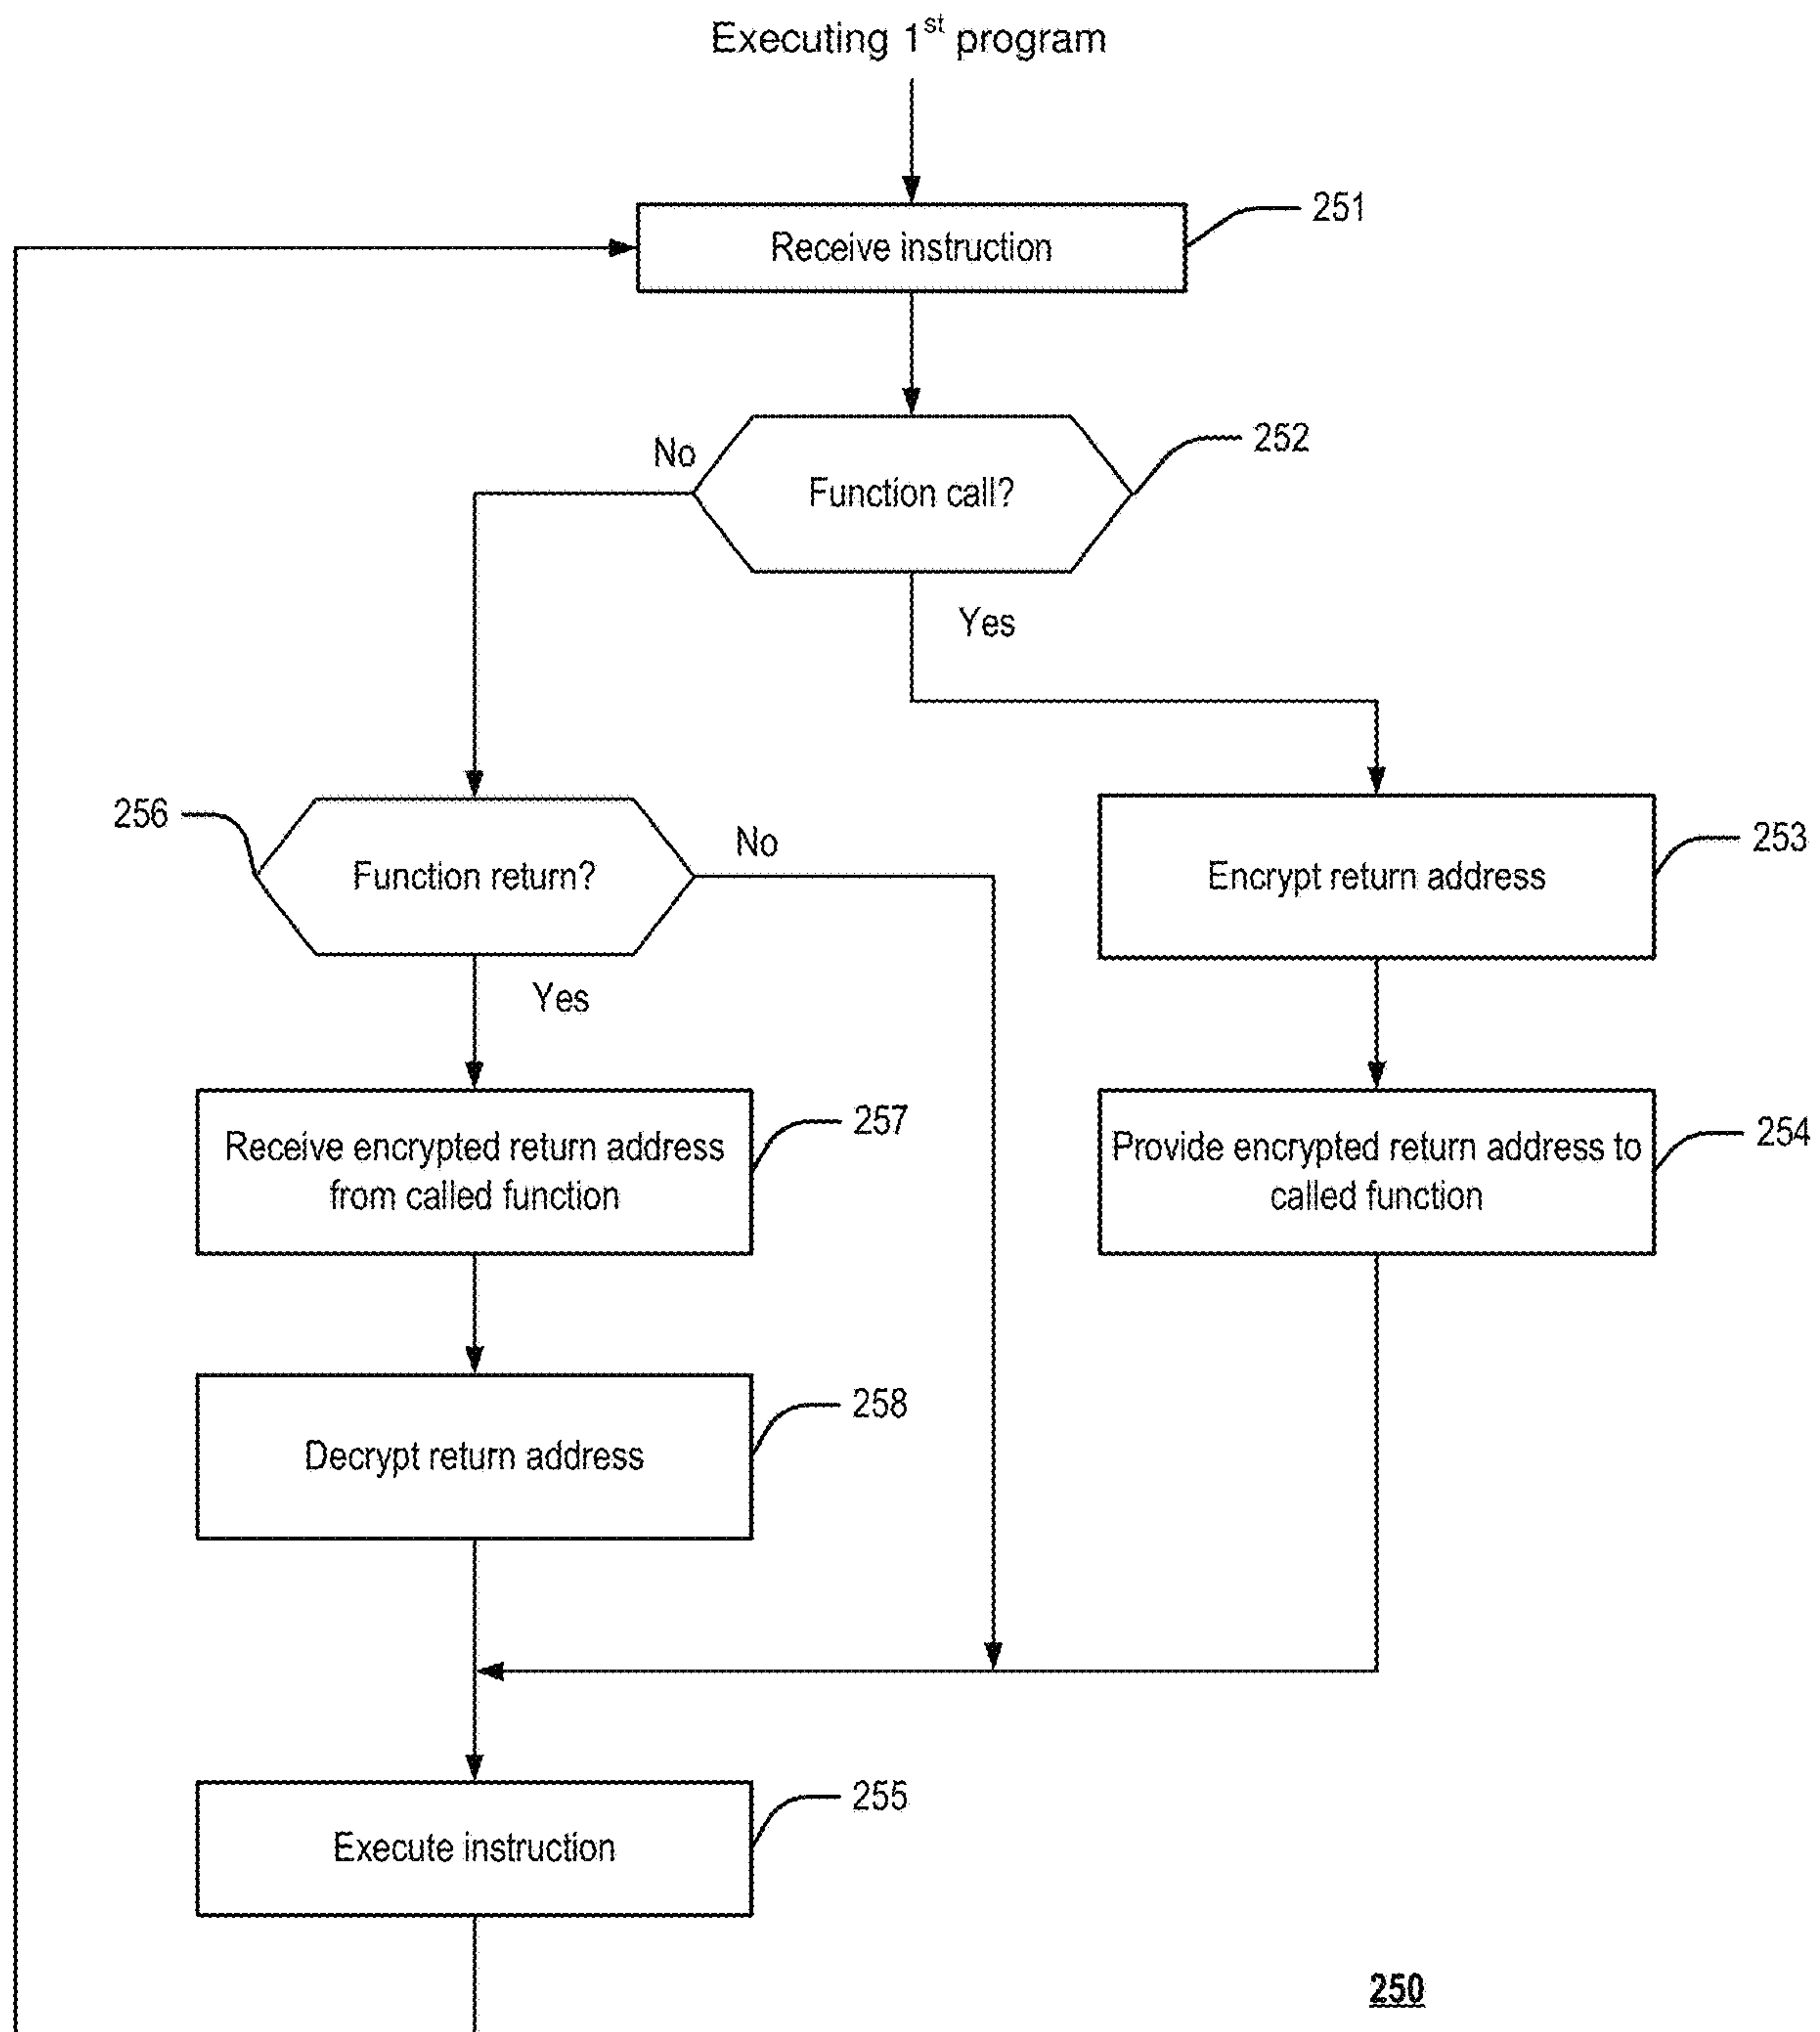 Executing 1st program
251
Receive instruction
252
No
Function call?
Yes
256
No
253
Function return?
Encrypt return address
Yes
257
254
Receive encrypted return address
from called function
Provide encrypted return address to
called function
258
Decrypt return address
255
Execute instruction
250